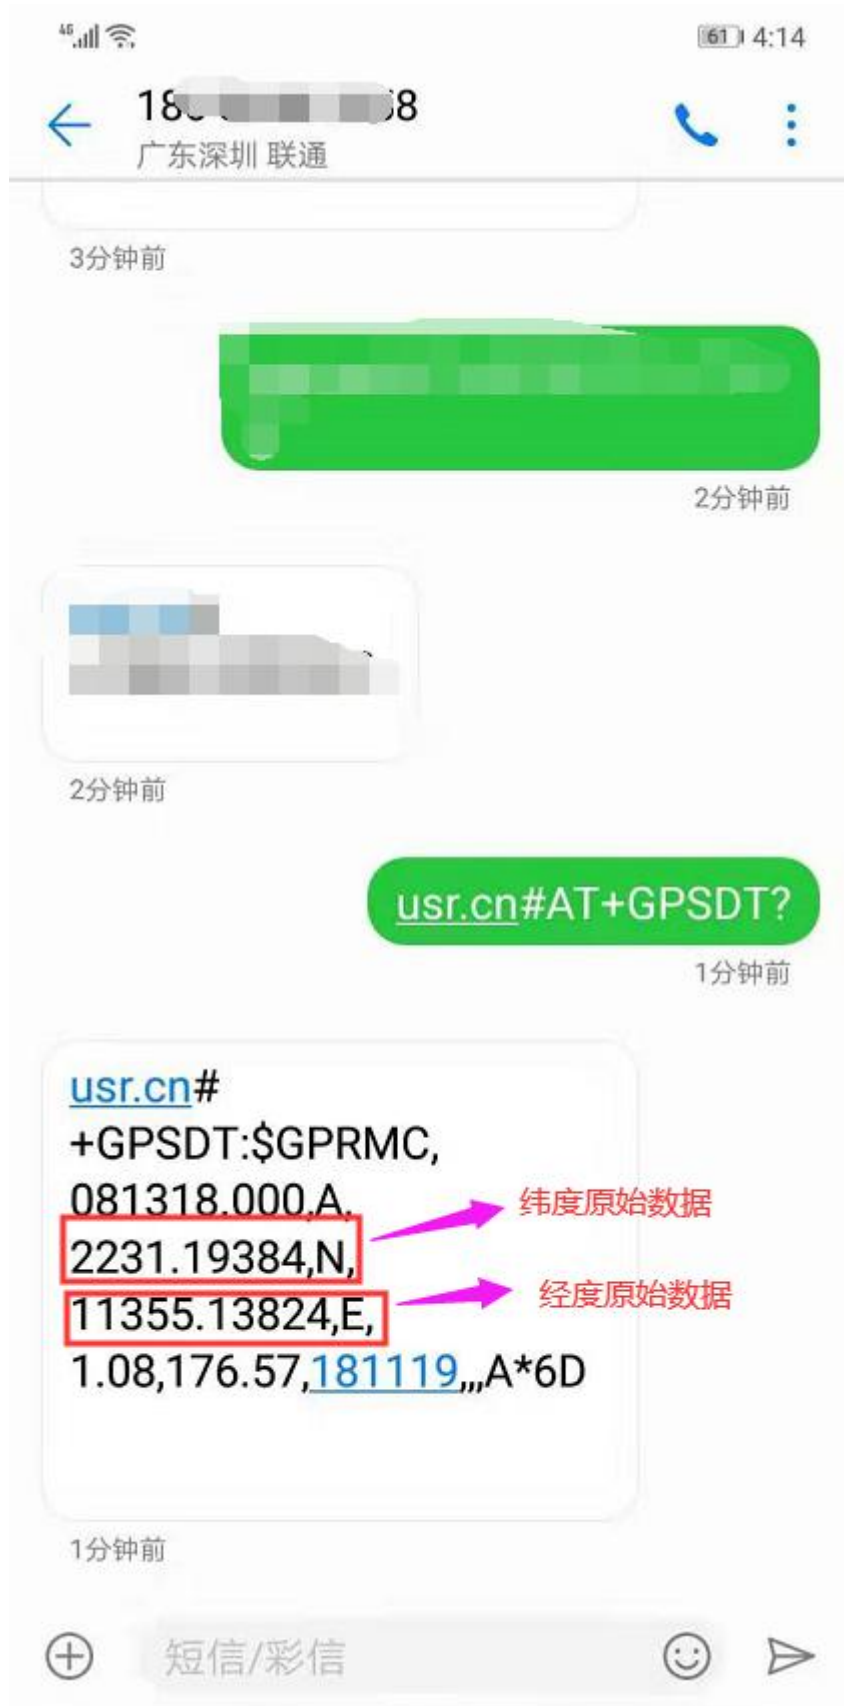 4G 61 4:14
广东深圳 联通
3分钟前
2分钟前
2分钟前
usr.cn#AT+GPSDT?
1分钟前
usr.cn#
+GPSDT:$GPRMC,
081318.000,A,
纬度原始数据
2231.19384,N,
经度原始数据
11355.13824,E,
1.08,176.57,181119,,,A*6D
1分钟前
短信/彩信